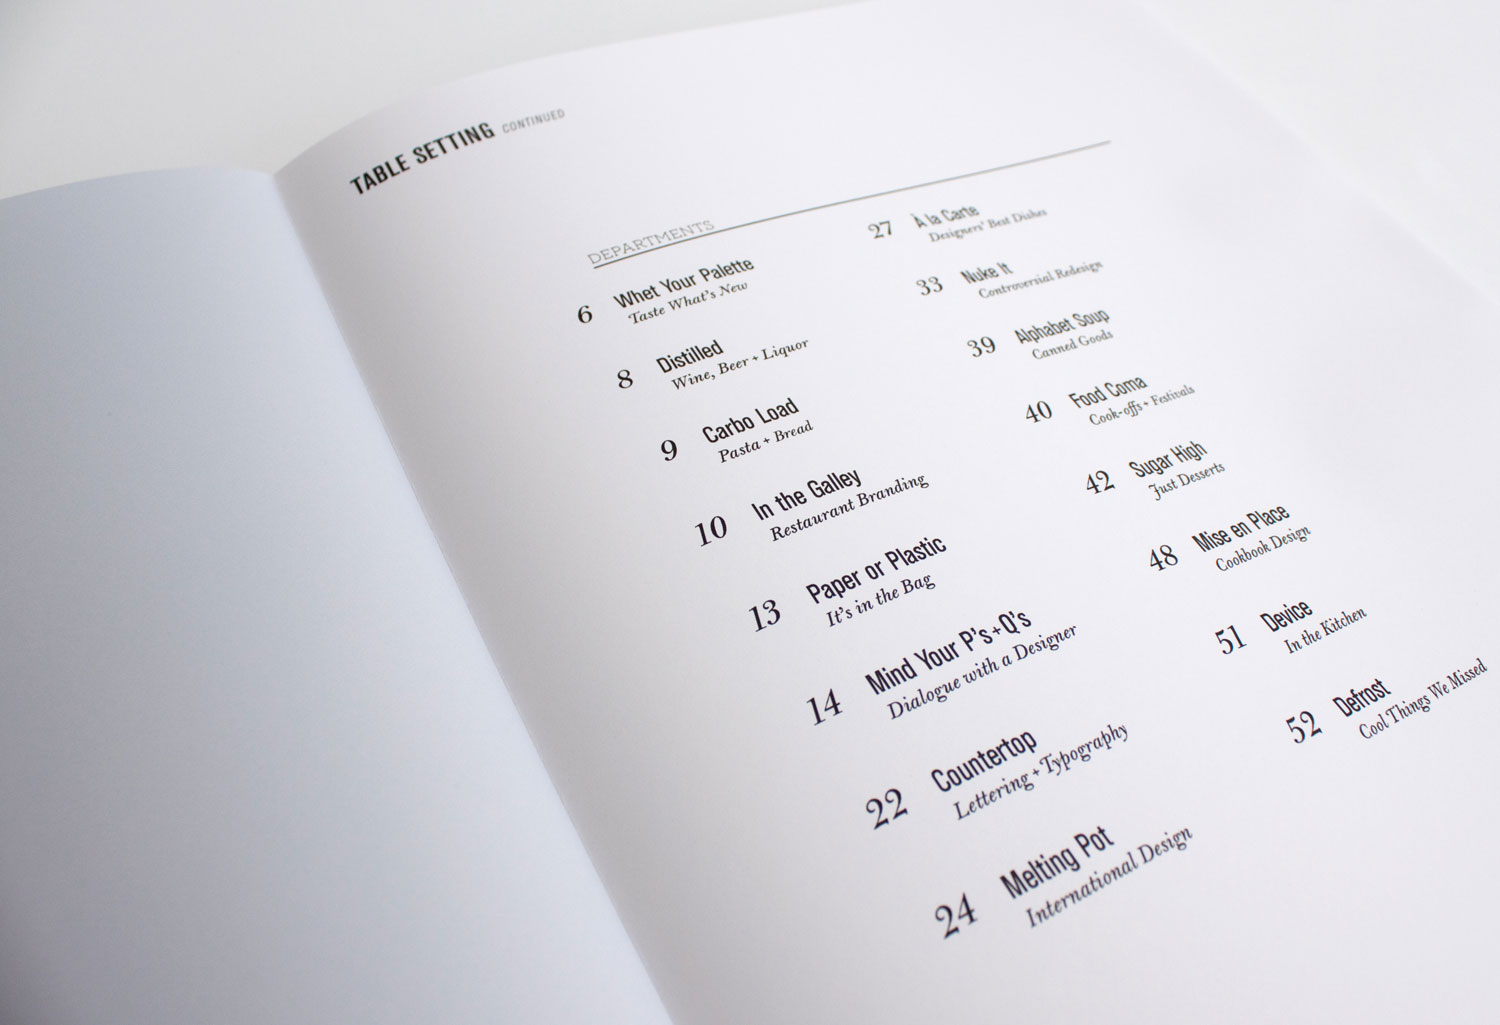 TABLE SETTING CONTINUED
DEPARTMENTS
6 Whet Your Palette
Taste What's New
8 Distilled
Wine, Beer + Liquor
9 Carbo Load
Pasta + Bread
10 In the Galley
Restaurant Branding
13 Paper or Plastic
It's in the Bag
14 Mind Your P's + Q's
Dialogue with a Designer
22 Countertop
Lettering + Typography
24 Melting Pot
International Design
27 À la Carte
Designers' Best Dishes
33 Nuke It
Controversial Redesign
39 Alphabet Soup
Canned Goods
40 Food Coma
Cook-offs + Festivals
42 Sugar High
Just Desserts
48 Mise en Place
Cookbook Design
51 Device
In the Kitchen
52 Defrost
Cool Things We Missed